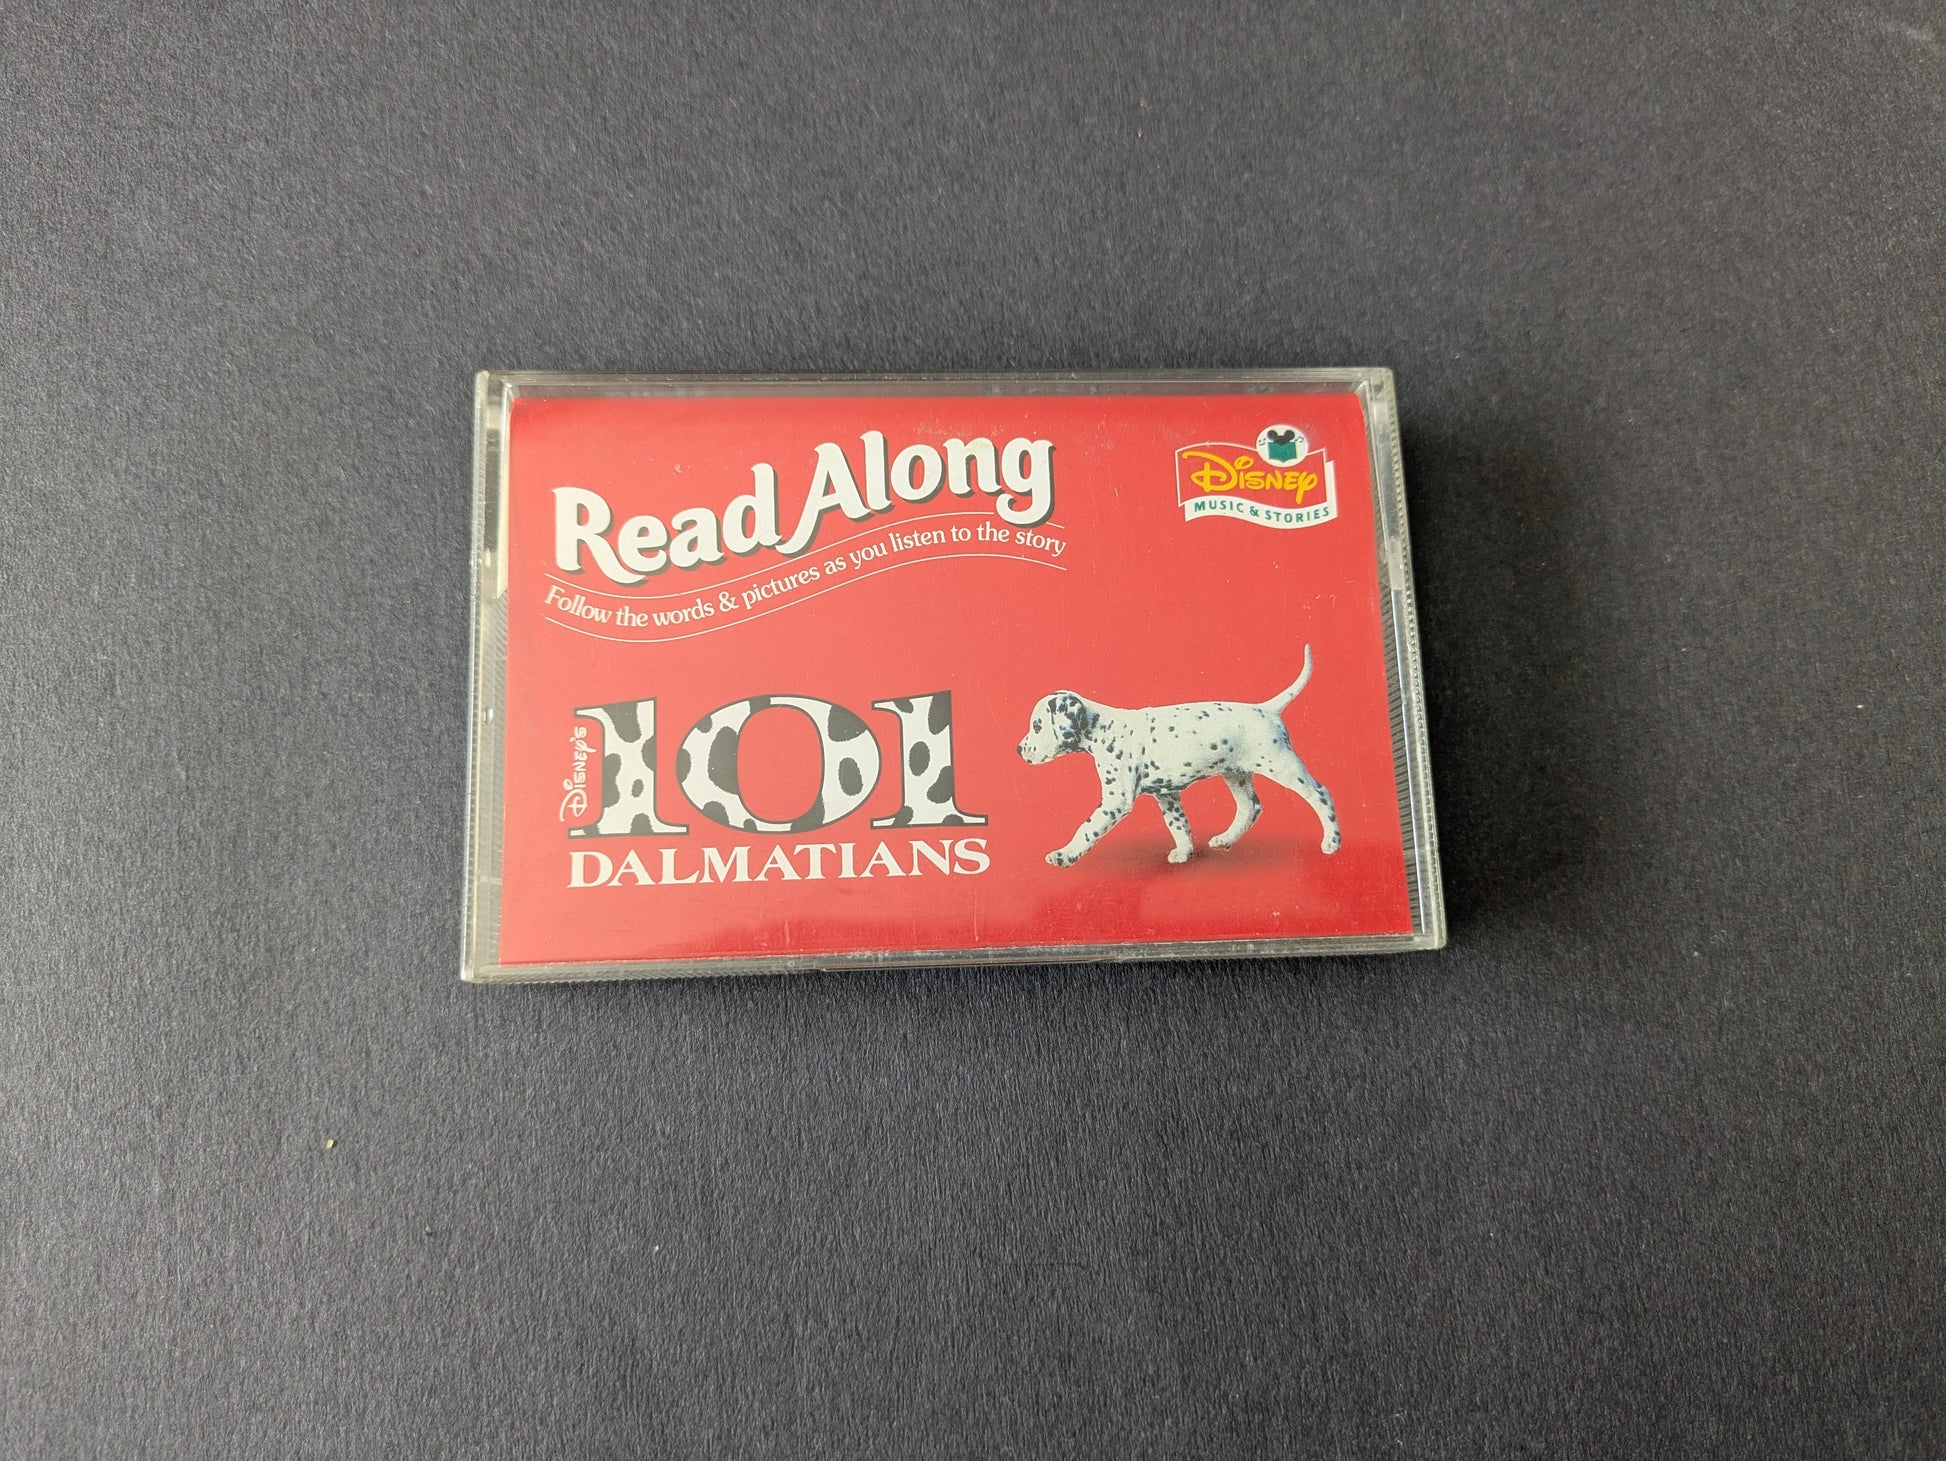 Read Along
Follow the words & pictures as you listen to the story
DISNEY
MUSIC & STORIES
DISNEY'S
101
DALMATIANS